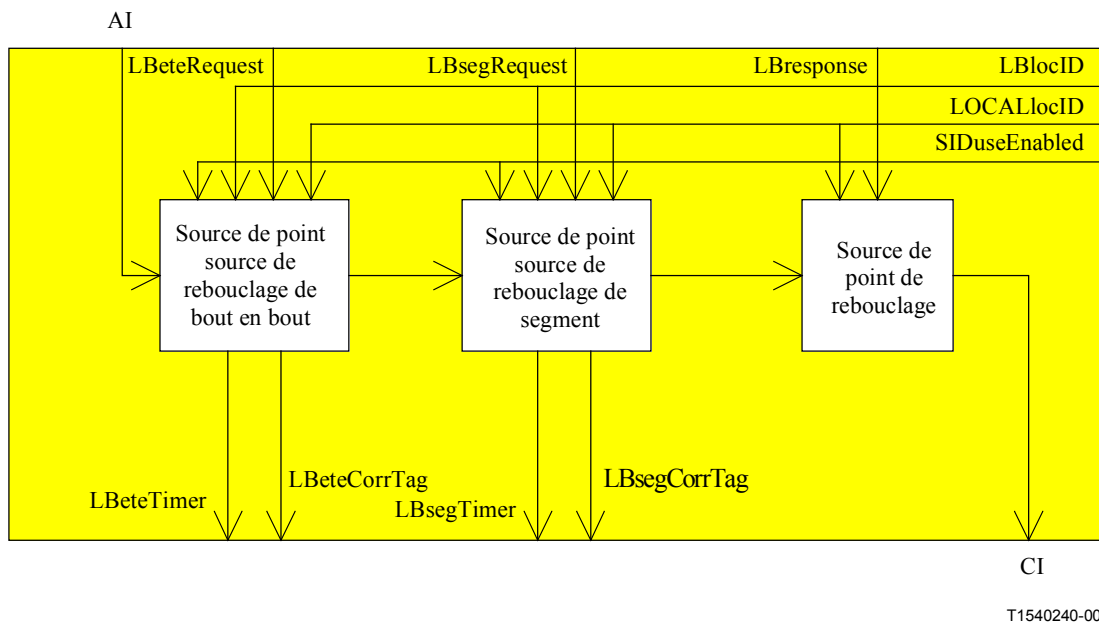 AI
LBeteRequest
LBsegRequest
LBresponse
LBlocID
LOCALlocID
SIDuseEnabled
Source de point
source de
rebouclage de
bout en bout
Source de point
source de
rebouclage de
segment
Source de
point de
rebouclage
LBeteTimer
LBeteCorrTag
LBsegTimer
LBsegCorrTag
CI
T1540240-00